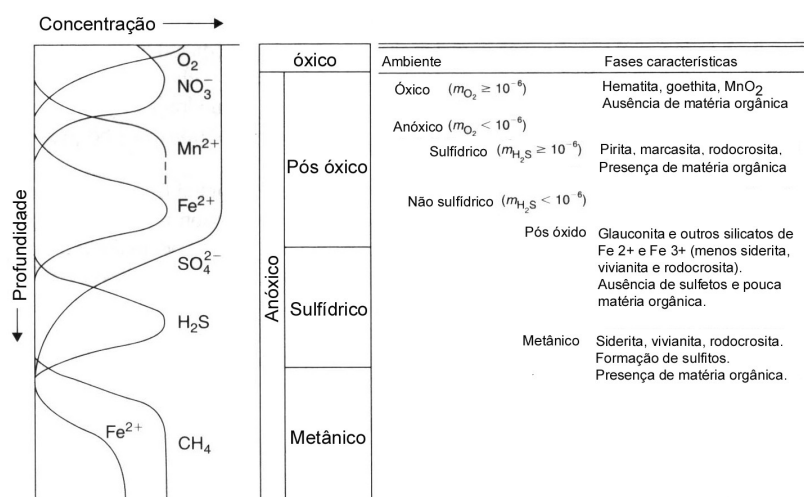 Concentração
Profundidade
O₂
NO₃⁻
Mn²⁺
Fe²⁺
SO₄²⁻
H₂S
Fe²⁺
CH₄
óxico
Anóxico
Pós óxico
Sulfídrico
Metânico
Ambiente
Fases características
Óxico (m_O₂ ≥ 10⁻⁶)
Hematita, goethita, MnO₂
Ausência de matéria orgânica
Anóxico (m_O₂ < 10⁻⁶)
Sulfídrico (m_H₂S ≥ 10⁻⁶)
Pirita, marcasita, rodocrosita
Presença de matéria orgânica
Não sulfídrico (m_H₂S < 10⁻⁶)
Pós óxido
Glauconita e outros silicatos de
Fe 2+ e Fe 3+ (menos siderita,
vivianita e rodocrosita).
Ausência de sulfetos e pouca
matéria orgânica.
Metânico
Siderita, vivianita, rodocrosita.
Formação de sulfitos.
Presença de matéria orgânica.